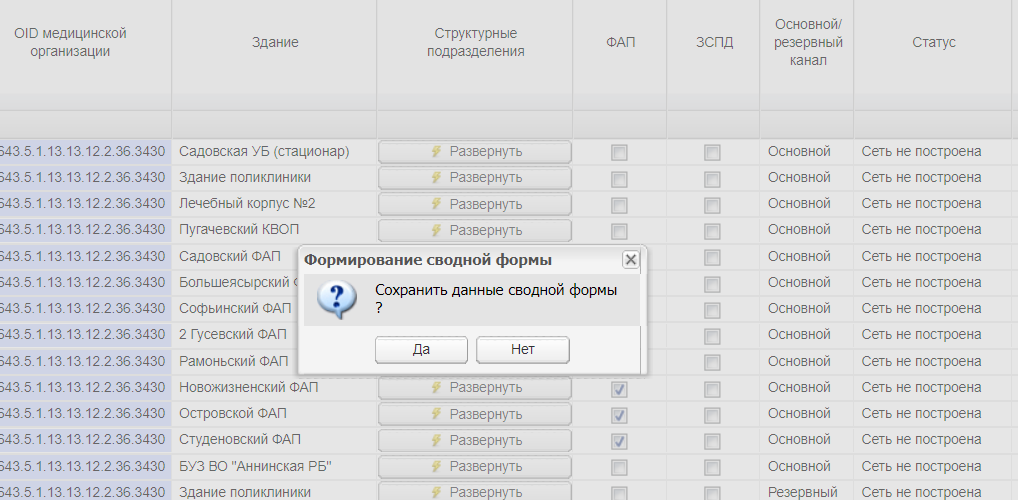 OID медицинской
организации
Здание
Структурные
подразделения
ФАП
ЗСПД
Основной/
резервный
канал
Статус
643.5.1.13.13.12.2.36.3430 Садовская УБ (стационар) Развернуть Основной Сеть не построена
643.5.1.13.13.12.2.36.3430 Здание поликлиники Развернуть Основной Сеть не построена
643.5.1.13.13.12.2.36.3430 Лечебный корпус №2 Развернуть Основной Сеть не построена
643.5.1.13.13.12.2.36.3430 Пугачевский КВОП Развернуть Основной Сеть не построена
643.5.1.13.13.12.2.36.3430 Садовский ФАП Основной Сеть не построена
643.5.1.13.13.12.2.36.3430 Большеясырский Основной Сеть не построена
643.5.1.13.13.12.2.36.3430 Софьинский ФАП Основной Сеть не построена
643.5.1.13.13.12.2.36.3430 2 Гусевский ФАП Основной Сеть не построена
643.5.1.13.13.12.2.36.3430 Рамоньский ФАП Основной Сеть не построена
643.5.1.13.13.12.2.36.3430 Новожизненский ФАП Развернуть Основной Сеть не построена
643.5.1.13.13.12.2.36.3430 Островской ФАП Развернуть Основной Сеть не построена
643.5.1.13.13.12.2.36.3430 Студеновский ФАП Развернуть Основной Сеть не построена
643.5.1.13.13.12.2.36.3430 БУЗ ВО "Аннинская РБ" Развернуть Основной Сеть не построена
643.5.1.13.13.12.2.36.3430 Здание поликлиники Развернуть Резервный Сеть не построена
Формирование сводной формы
Сохранить данные сводной формы
?
Да Нет